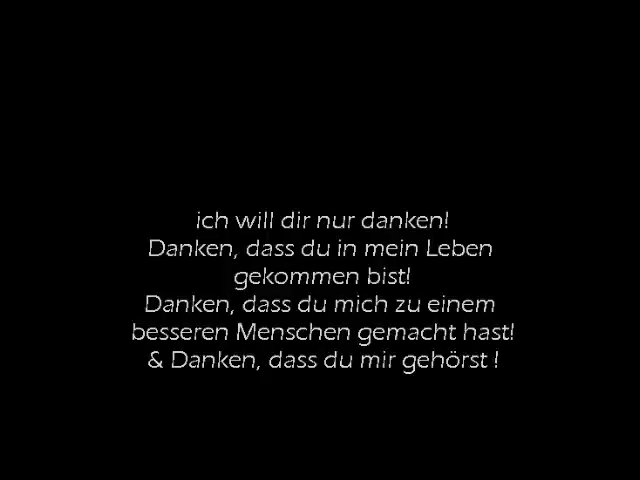 ich will dir nur danken!
Danken, dass du in mein Leben
gekommen bist!
Danken, dass du mich zu einem
besseren Menschen gemacht hast!
& Danken, dass du mir gehörst !